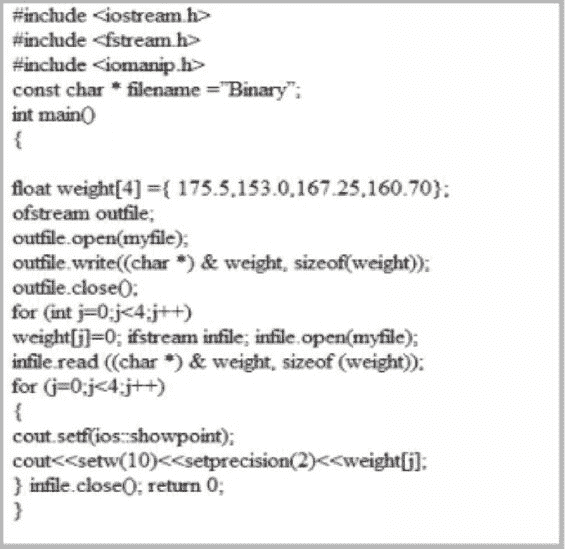 #include <iostream.h>
#include <fstream.h>
#include <iomanip.h>
const char * filename ="Binary";
int main()
{
float weight[4] ={ 175.5,153.0,167.25,160.70};
ofstream outfile;
outfile.open(myfile);
outfile.write((char *) & weight, sizeof(weight));
outfile.close();
for (int j=0;j<4;j++)
weight[j]=0; ifstream infile; infile.open(myfile);
infile.read ((char *) & weight, sizeof (weight));
for (j=0;j<4;j++)
{
cout.setf(ios::showpoint);
cout<<setw(10)<<setprecision(2)<<weight[j];
} infile.close(); return 0;
}